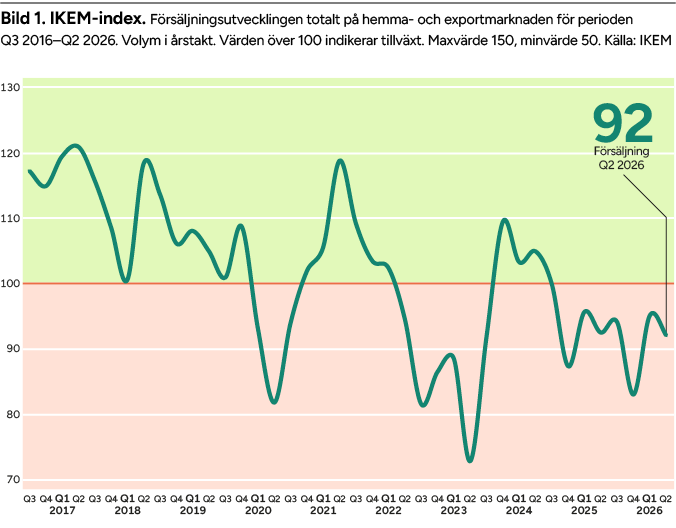 Bild 1. IKEM-index. Försäljningsutvecklingen totalt på hemma- och exportmarknaden för perioden
Q3 2016–Q2 2026. Volym i årstakt. Värden över 100 indikerar tillväxt. Maxvärde 150, minvärde 50. Källa: IKEM
130
92
Försäljning
Q2 2026
120
110
100
90
80
70
Q3 Q4 Q1 Q2 Q3 Q4 Q1 Q2 Q3 Q4 Q1 Q2 Q3 Q4 Q1 Q2 Q3 Q4 Q1 Q2 Q3 Q4 Q1 Q2 Q3 Q4 Q1 Q2 Q3 Q4 Q1 Q2 Q3 Q4 Q1 Q2 Q3 Q4 Q1 Q2
2017 2018 2019 2020 2021 2022 2023 2024 2025 2026